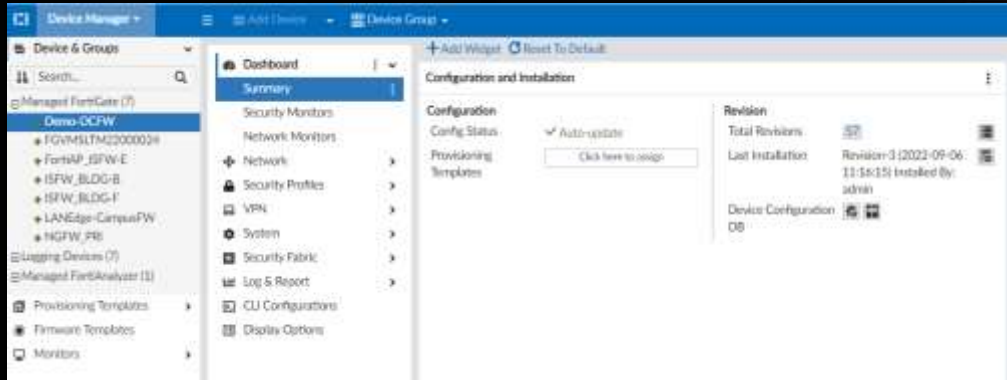 Device Manager
Add Device
Device Group
Device & Groups
Search...
Managed FortiGate (7)
Demo-DCFW
FGVMSLTM22000024
FortiAP_ISFW-E
ISFW_BLDG-B
ISFW_BLDG-F
LANEdge-CampusFW
NGFW_PRI
Logging Devices (7)
Managed FortiAnalyzer (1)
Provisioning Templates
Firmware Templates
Monitors
Dashboard
Summary
Security Monitors
Network Monitors
Network
Security Profiles
VPN
System
Security Fabric
Log & Report
CLI Configurations
Display Options
Add Widget
Reset To Default
Configuration and Installation
Configuration
Config Status
Auto-update
Provisioning
Templates
Click here to assign
Revision
Total Revisions
57
Last Installation
Revision-3 (2022-09-06
11:16:15) Installed By:
admin
Device Configuration
DB